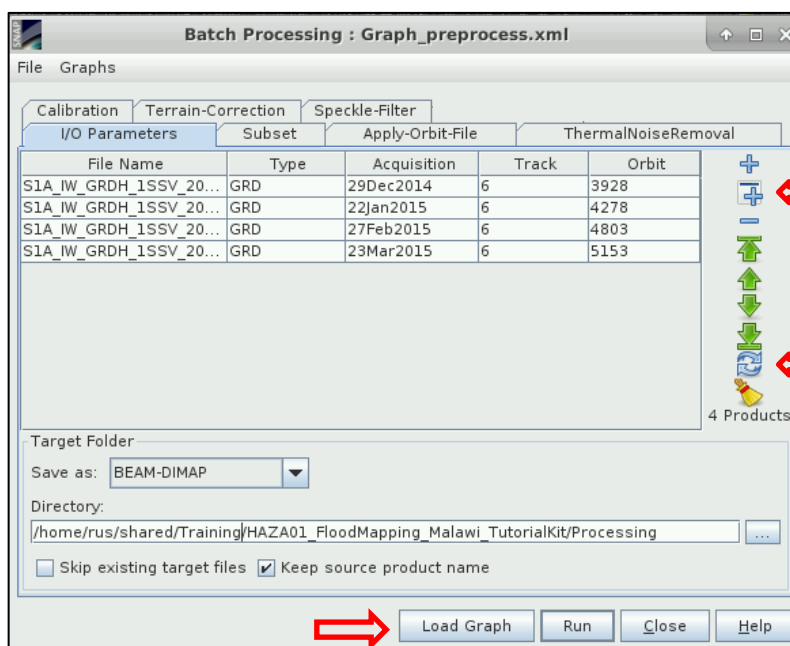 SNAP
Batch Processing : Graph_preprocess.xml
File Graphs
Calibration Terrain-Correction Speckle-Filter
I/O Parameters Subset Apply-Orbit-File ThermalNoiseRemoval
File Name Type Acquisition Track Orbit
S1A_IW_GRDH_1SSV_20... GRD 29Dec2014 6 3928
S1A_IW_GRDH_1SSV_20... GRD 22Jan2015 6 4278
S1A_IW_GRDH_1SSV_20... GRD 27Feb2015 6 4803
S1A_IW_GRDH_1SSV_20... GRD 23Mar2015 6 5153
4 Products
Target Folder
Save as: BEAM-DIMAP
Directory:
/home/rus/shared/Training/HAZA01_FloodMapping_Malawi_TutorialKit/Processing ...
Skip existing target files Keep source product name
Load Graph Run Close Help